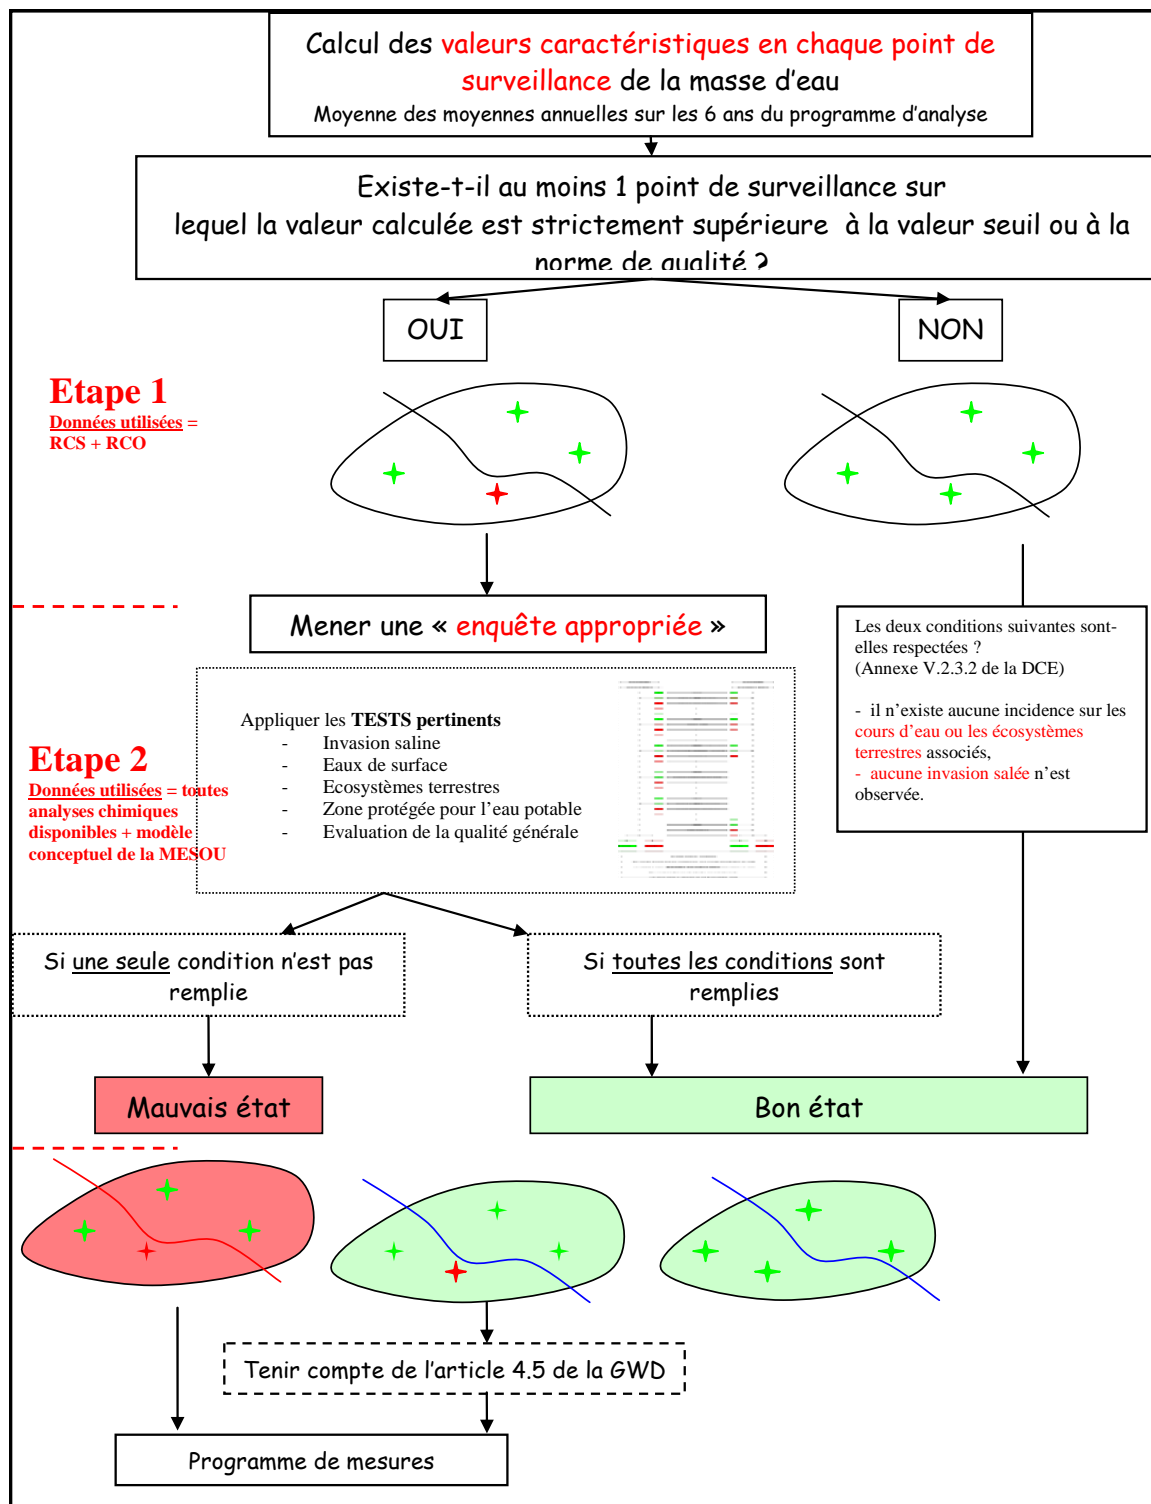 Calcul des valeurs caractéristiques en chaque point de
surveillance de la masse d'eau
Moyenne des moyennes annuelles sur les 6 ans du programme d'analyse
Existe-t-il au moins 1 point de surveillance sur
lequel la valeur calculée est strictement supérieure à la valeur seuil ou à la
norme de qualité ?
OUI
NON
Etape 1
Données utilisées =
RCS + RCO
Mener une « enquête appropriée »
Les deux conditions suivantes sont-
elles respectées ?
(Annexe V.2.3.2 de la DCE)
- il n'existe aucune incidence sur les
cours d'eau ou les écosystèmes
terrestres associés,
- aucune invasion salée n'est
observée.
Appliquer les TESTS pertinents
- Invasion saline
- Eaux de surface
- Ecosystèmes terrestres
- Zone protégée pour l'eau potable
- Evaluation de la qualité générale
Etape 2
Données utilisées = toutes
analyses chimiques
disponibles + modèle
conceptuel de la MESOU
Si une seule condition n'est pas
remplie
Si toutes les conditions sont
remplies
Mauvais état
Bon état
Tenir compte de l'article 4.5 de la GWD
Programme de mesures